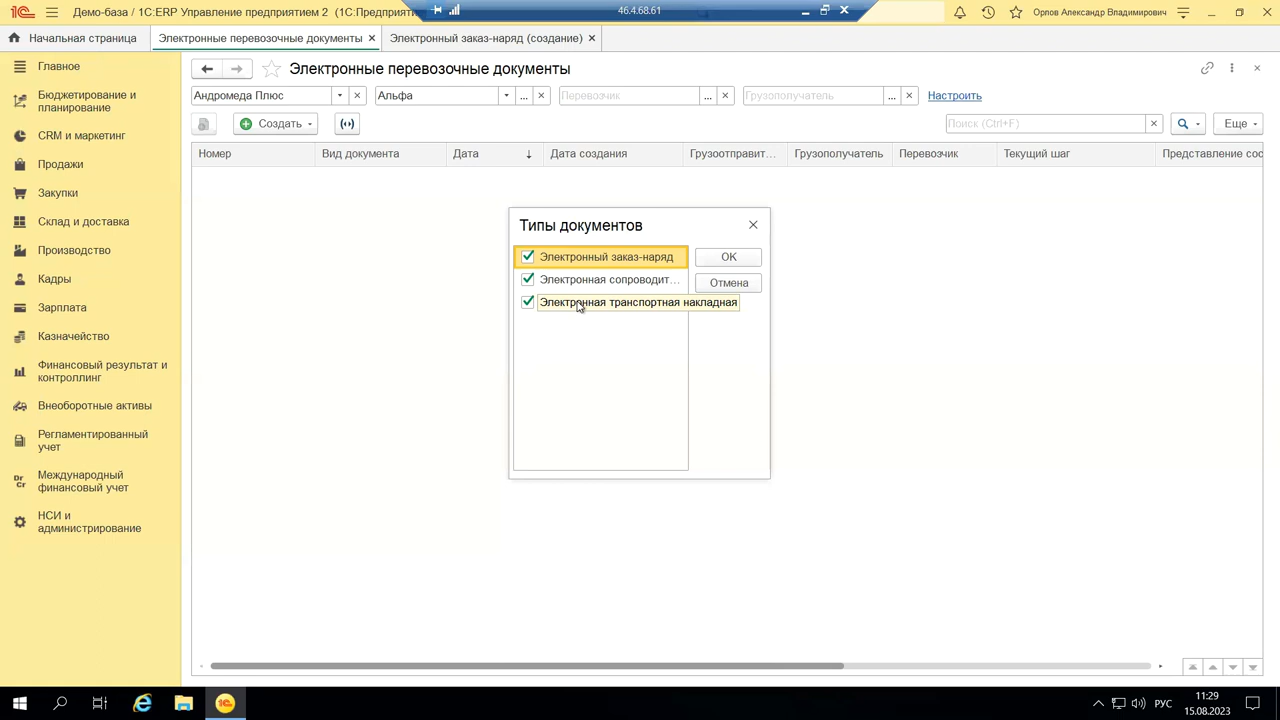 Демо-база / 1С:ERP Управление предприятием 2 (1С:Предприяти
46.4.68.61
Орлов Александр Владимирович
Начальная страница
Электронные перевозочные документы
Электронный заказ-наряд (создание)
Главное
Бюджетирование и
планирование
CRM и маркетинг
Продажи
Закупки
Склад и доставка
Производство
Кадры
Зарплата
Казначейство
Финансовый результат и
контроллинг
Внеоборотные активы
Регламентированный
учет
Международный
финансовый учет
НСИ и
администрирование
Электронные перевозочные документы
Андромеда Плюс
Альфа
...
Перевозчик
...
Грузополучатель
...
Настроить
Создать
Поиск (Ctrl+F)
Еще
Номер
Вид документа
Дата
Дата создания
Грузоотправит...
Грузополучатель
Перевозчик
Текущий шаг
Представление сос
Типы документов
Электронный заказ-наряд
OK
Электронная сопроводит...
Отмена
Электронная транспортная накладная
РУС
11:29
15.08.2023